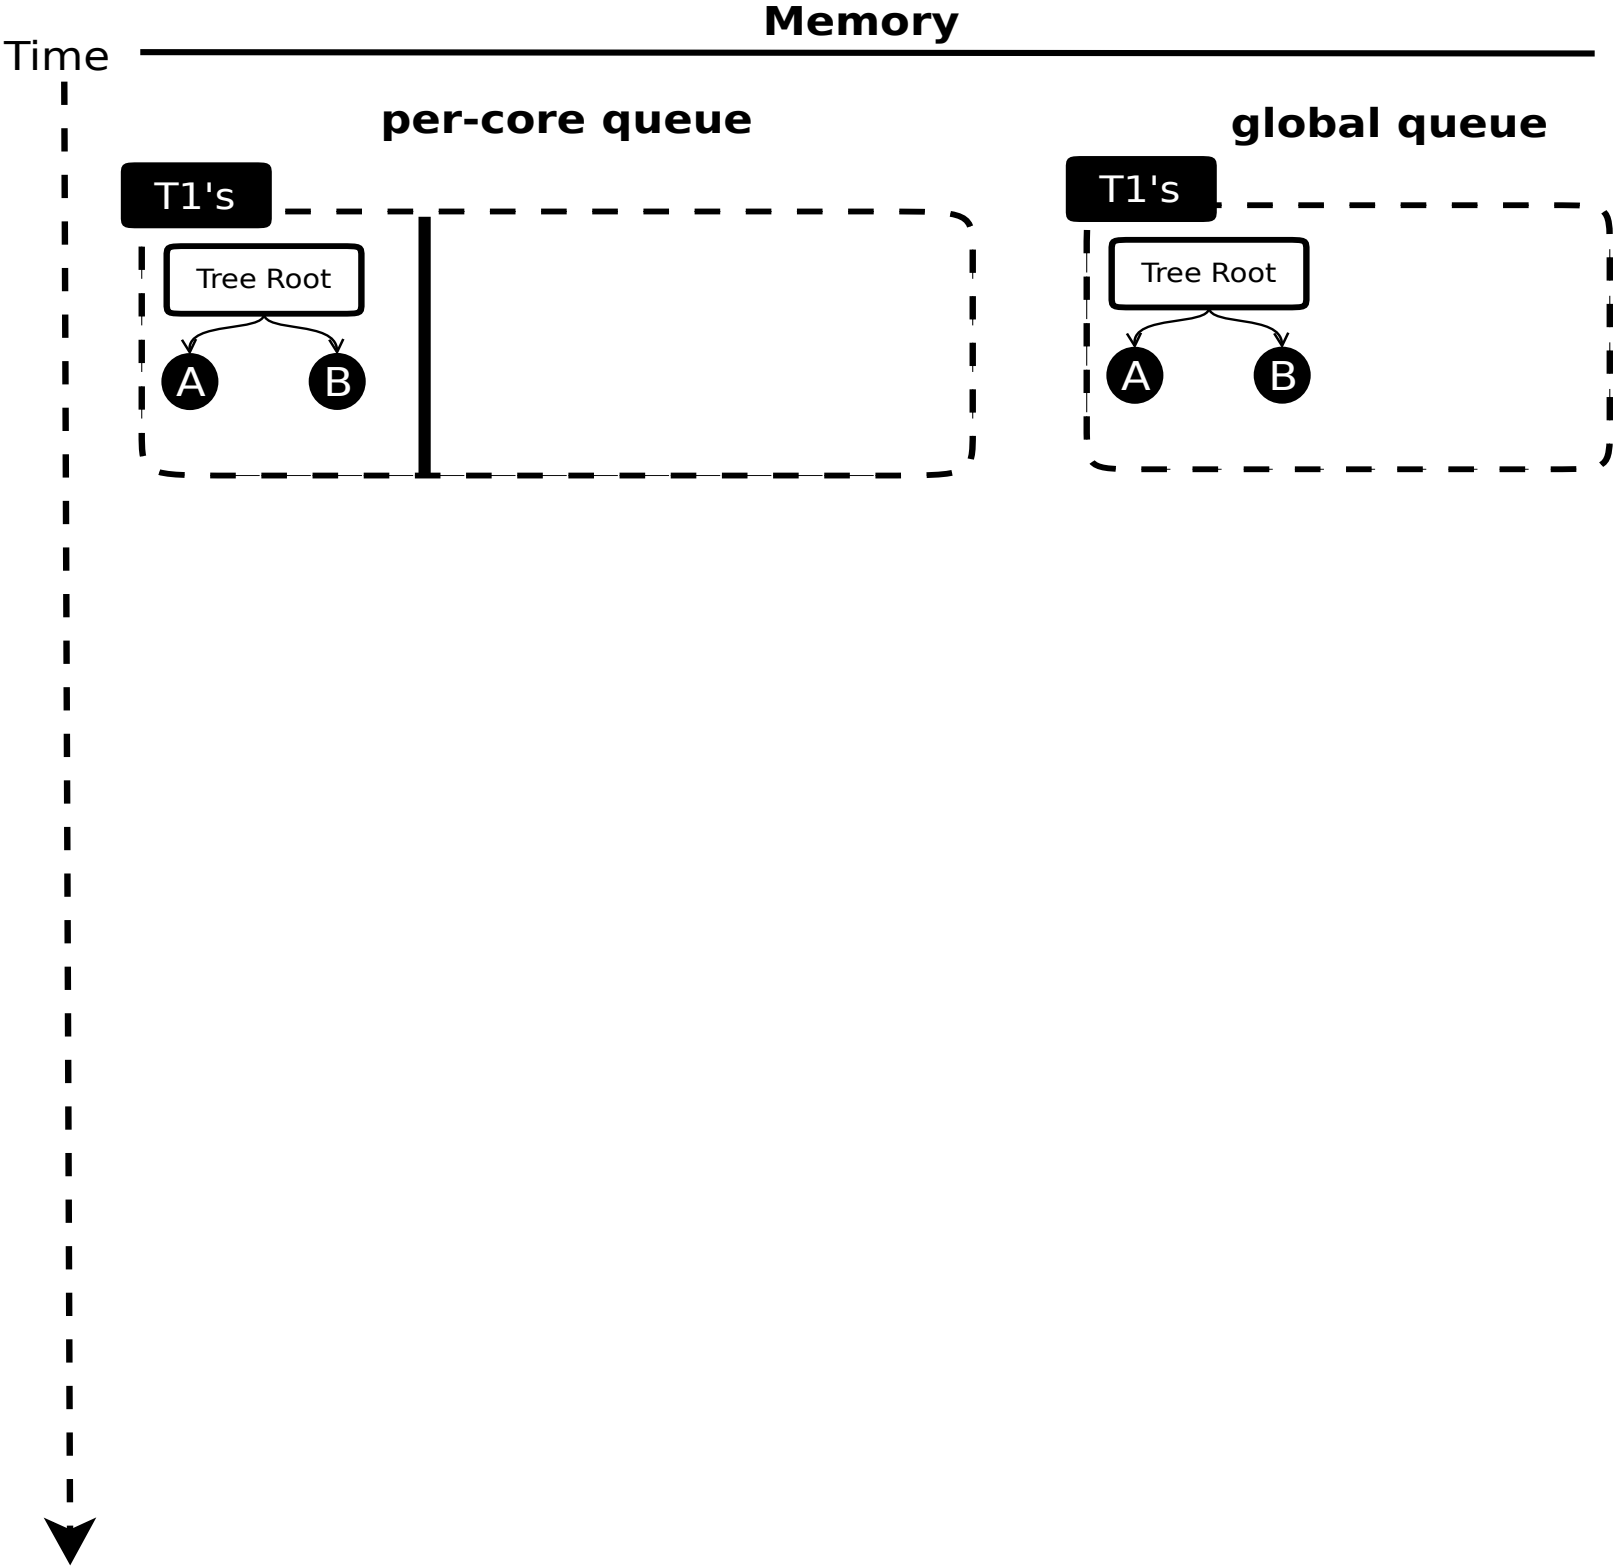 Memory
Time
per-core queue
global queue
T1's
T1's
Tree Root
Tree Root
A
B
A
B